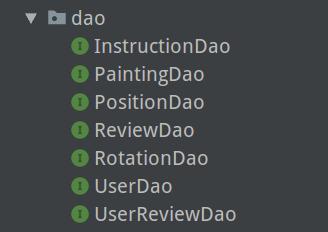 dao
I InstructionDao
I PaintingDao
I PositionDao
I ReviewDao
I RotationDao
I UserDao
I UserReviewDao